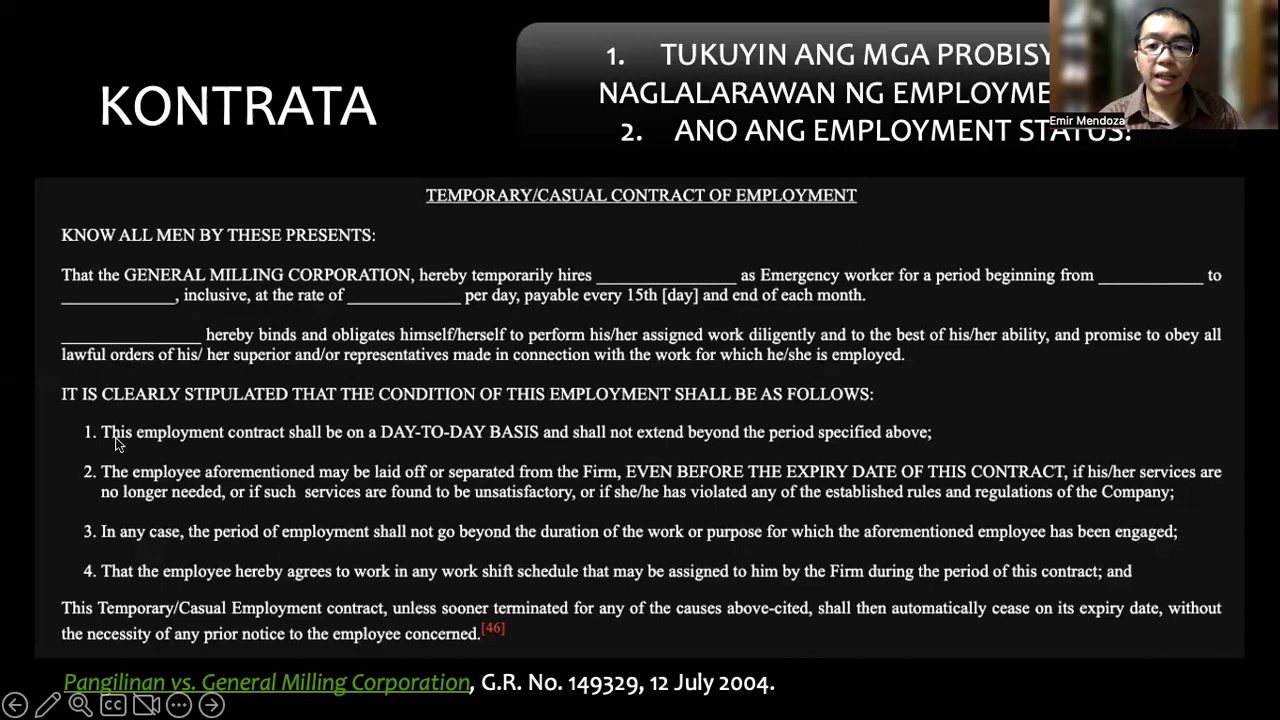 KONTRATA
1. TUKUYIN ANG MGA
NAGLALARAWAN NG
2. ANO ANG EMPLOYMENT STATUS:
Emir Mendoza
TEMPORARY/CASUAL CONTRACT OF EMPLOYMENT
KNOW ALL MEN BY THESE PRESENTS:
That the GENERAL MILLING CORPORATION, hereby temporarily hires ________________ as Emergency worker for a period beginning from ____________ to
_____________, inclusive, at the rate of _____________ per day, payable every 15th [day] and end of each month.
________________ hereby binds and obligates himself/herself to perform his/her assigned work diligently and to the best of his/her ability, and promise to obey all
lawful orders of his/ her superior and/or representatives made in connection with the work for which he/she is employed.
IT IS CLEARLY STIPULATED THAT THE CONDITION OF THIS EMPLOYMENT SHALL BE AS FOLLOWS:
1. This employment contract shall be on a DAY-TO-DAY BASIS and shall not extend beyond the period specified above;
2. The employee aforementioned may be laid off or separated from the Firm, EVEN BEFORE THE EXPIRY DATE OF THIS CONTRACT, if his/her services are
no longer needed, or if such services are found to be unsatisfactory, or if she/he has violated any of the established rules and regulations of the Company;
3. In any case, the period of employment shall not go beyond the duration of the work or purpose for which the aforementioned employee has been engaged;
4. That the employee hereby agrees to work in any work shift schedule that may be assigned to him by the Firm during the period of this contract; and
This Temporary/Casual Employment contract, unless sooner terminated for any of the causes above-cited, shall then automatically cease on its expiry date, without
the necessity of any prior notice to the employee concerned.[46]
Pangilinan vs. General Milling Corporation, G.R. No. 149329, 12 July 2004.
CC